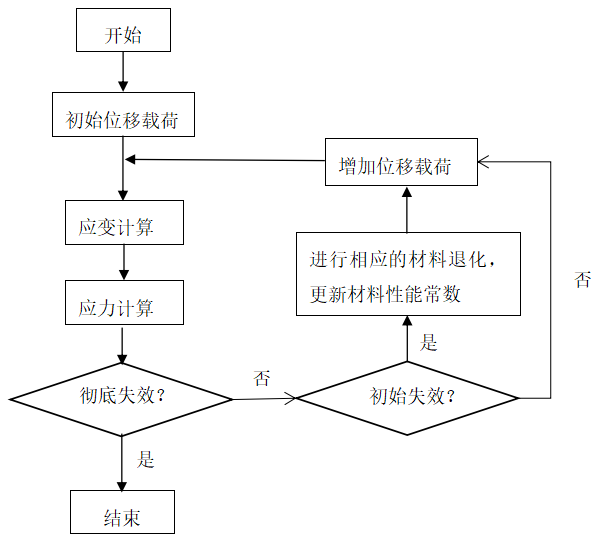 开始
初始位移载荷
增加位移载荷
应变计算
进行相应的材料退化，
更新材料性能常数
否
应力计算
是
彻底失效？
否
初始失效？
是
结束